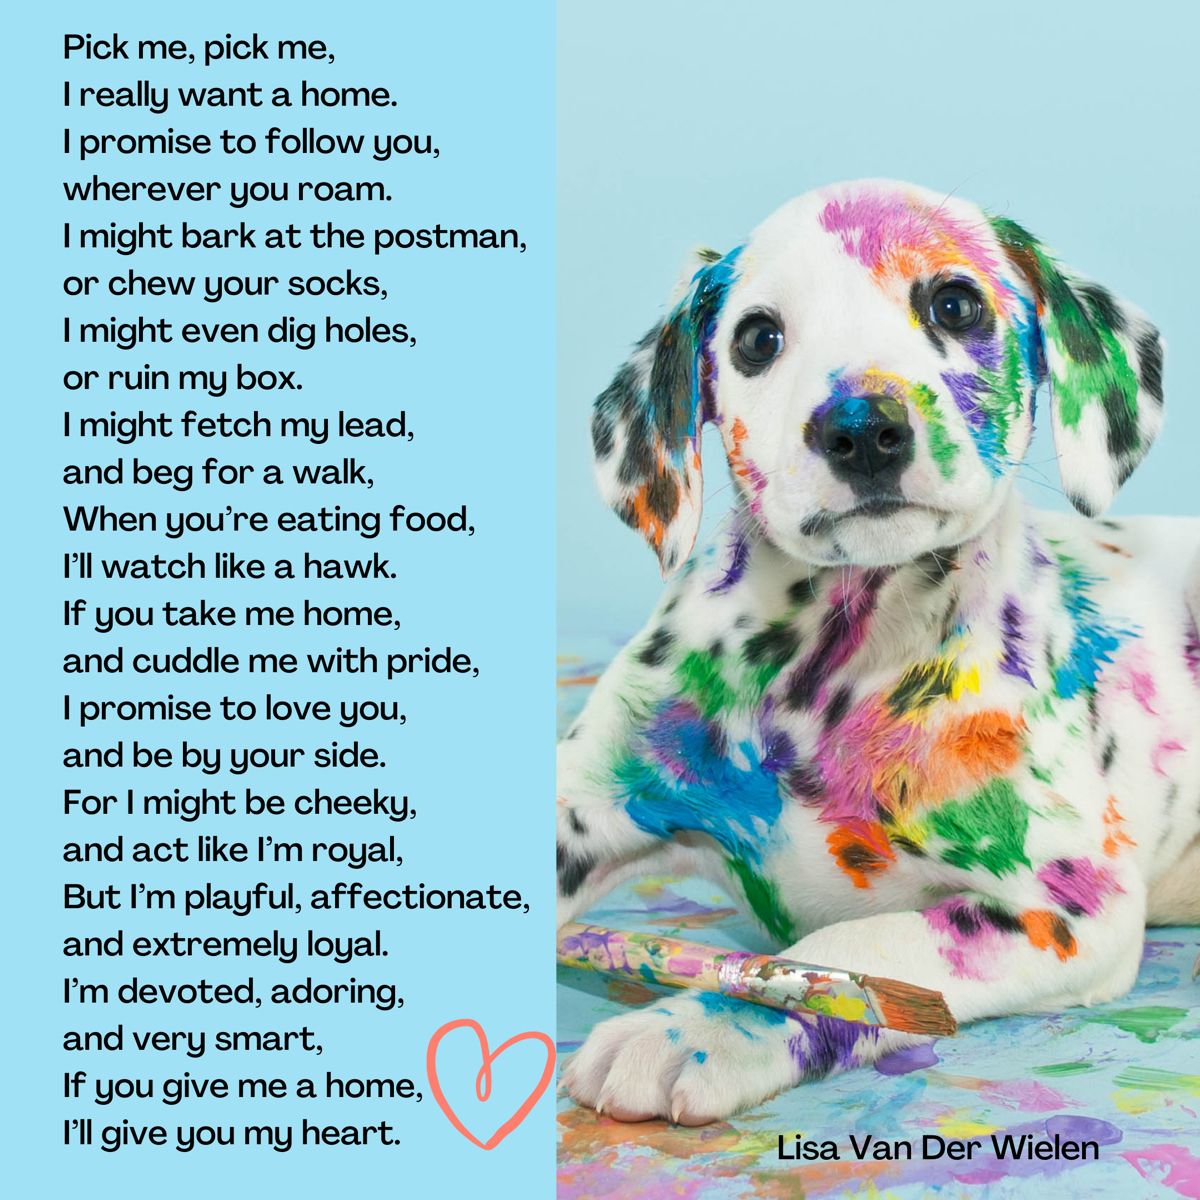 Pick me, pick me,
I really want a home.
I promise to follow you,
wherever you roam.
I might bark at the postman,
or chew your socks,
I might even dig holes,
or ruin my box.
I might fetch my lead,
and beg for a walk,
When you’re eating food,
I’ll watch like a hawk.
If you take me home,
and cuddle me with pride,
I promise to love you,
and be by your side.
For I might be cheeky,
and act like I’m royal,
But I’m playful, affectionate,
and extremely loyal.
I’m devoted, adoring,
and very smart,
If you give me a home,
I’ll give you my heart.
Lisa Van Der Wielen